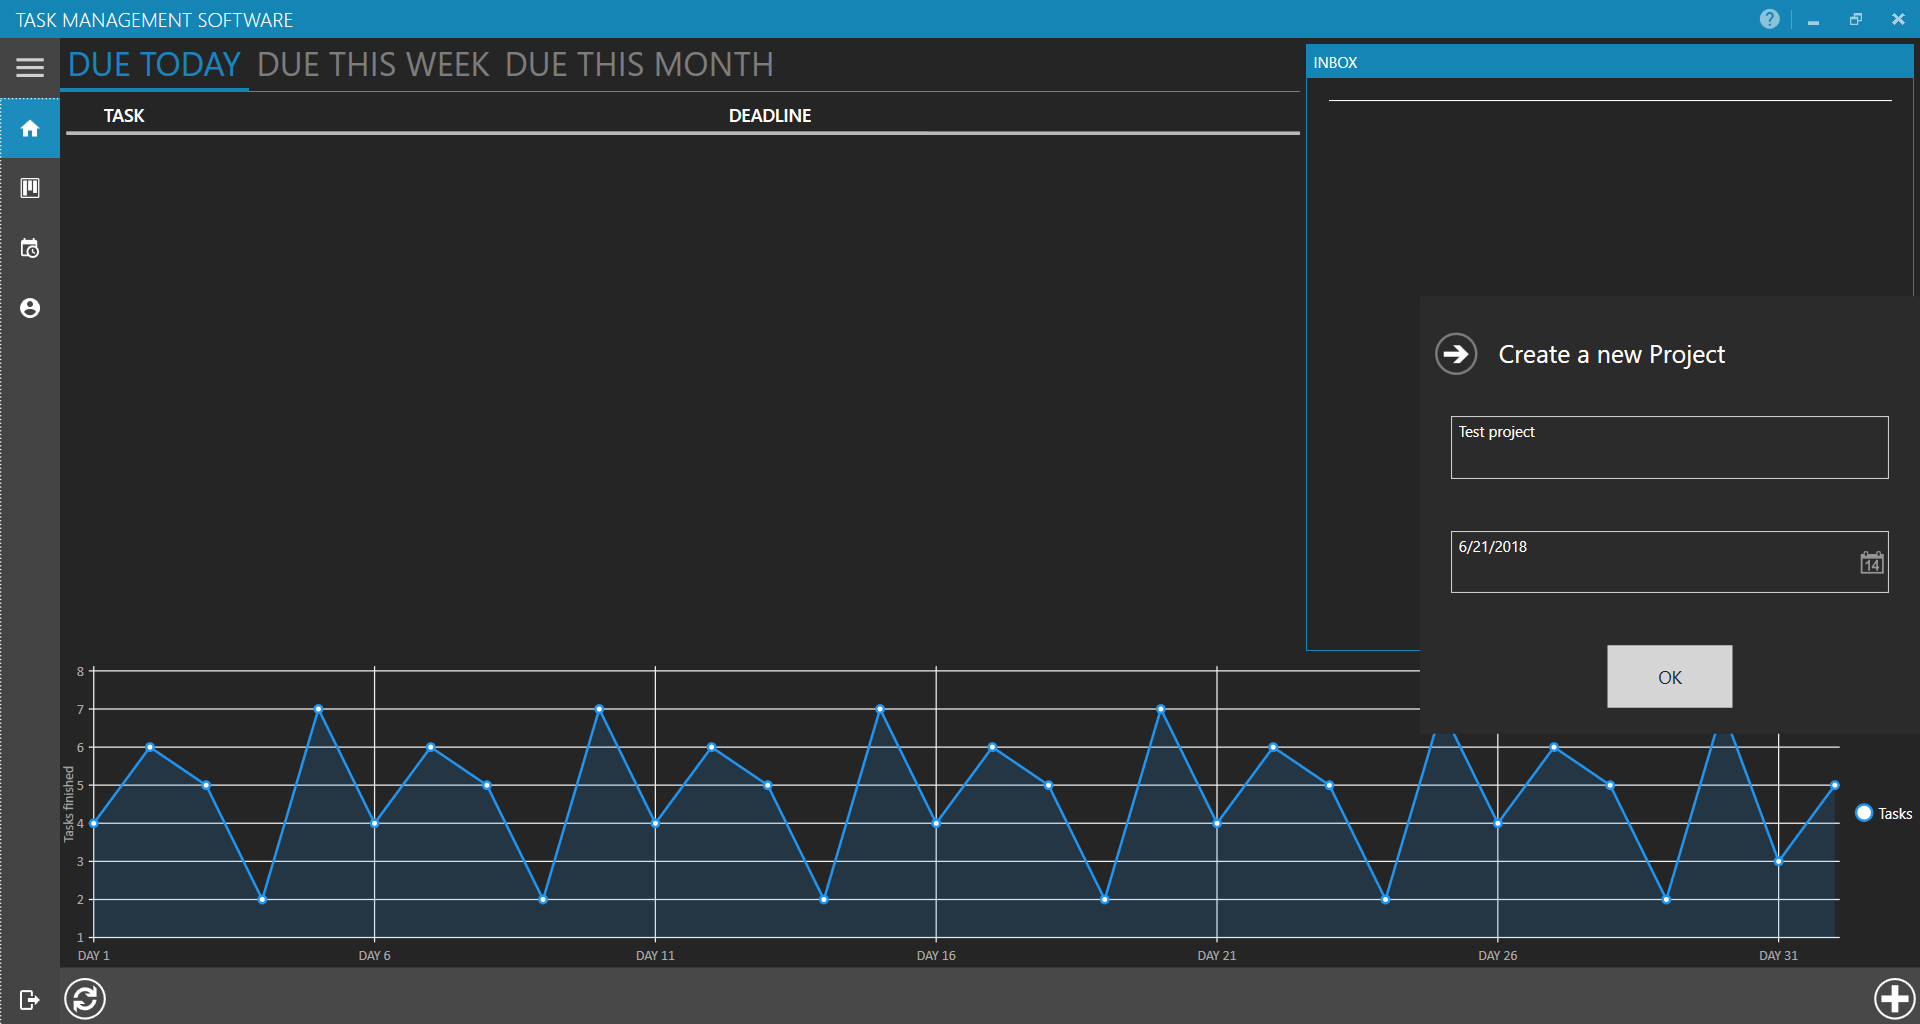 TASK MANAGEMENT SOFTWARE
?
DUE TODAY DUE THIS WEEK DUE THIS MONTH
INBOX
TASK DEADLINE
Create a new Project
Test project
6/21/2018
14
OK
8
7
6
5
4
3
2
1
Tasks finished
Tasks
DAY 1 DAY 6 DAY 11 DAY 16 DAY 21 DAY 26 DAY 31